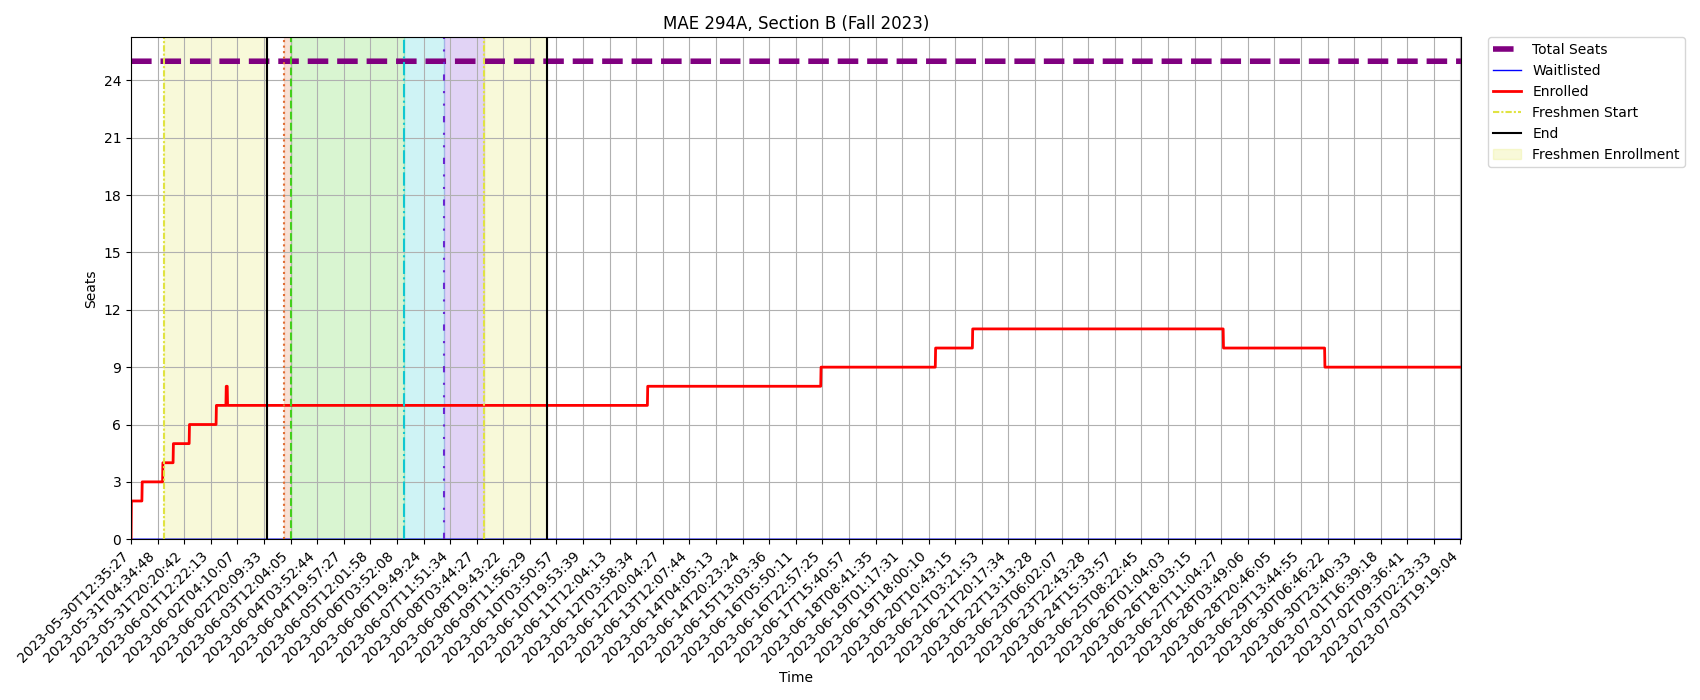 MAE 294A, Section B (Fall 2023)
Total Seats
Waitlisted
Enrolled
Freshmen Start
End
Freshmen Enrollment
Seats
24
21
18
15
12
9
6
3
0
2023-05-30T12:35:27
2023-05-31T04:34:48
2023-05-31T20:20:42
2023-06-01T12:22:13
2023-06-02T04:10:07
2023-06-02T20:09:33
2023-06-03T12:04:05
2023-06-04T03:52:44
2023-06-04T19:57:27
2023-06-05T12:01:58
2023-06-06T03:52:08
2023-06-06T19:49:24
2023-06-07T11:51:34
2023-06-08T03:44:27
2023-06-08T19:43:22
2023-06-09T11:56:29
2023-06-10T03:50:57
2023-06-10T19:53:39
2023-06-11T12:04:13
2023-06-12T03:58:34
2023-06-12T20:04:27
2023-06-13T12:07:44
2023-06-14T04:05:13
2023-06-14T20:23:24
2023-06-15T13:03:36
2023-06-16T05:50:11
2023-06-16T22:57:25
2023-06-17T15:40:57
2023-06-18T08:41:35
2023-06-19T01:17:31
2023-06-19T18:00:10
2023-06-20T10:43:15
2023-06-21T03:21:53
2023-06-21T20:17:34
2023-06-22T13:13:28
2023-06-23T06:02:07
2023-06-23T22:43:28
2023-06-24T15:33:57
2023-06-25T08:22:45
2023-06-26T01:04:03
2023-06-26T18:03:15
2023-06-27T11:04:27
2023-06-28T03:49:06
2023-06-28T20:46:05
2023-06-29T13:44:55
2023-06-30T06:46:22
2023-06-30T23:40:33
2023-07-01T16:39:18
2023-07-02T09:36:41
2023-07-03T02:23:33
2023-07-03T19:19:04
Time